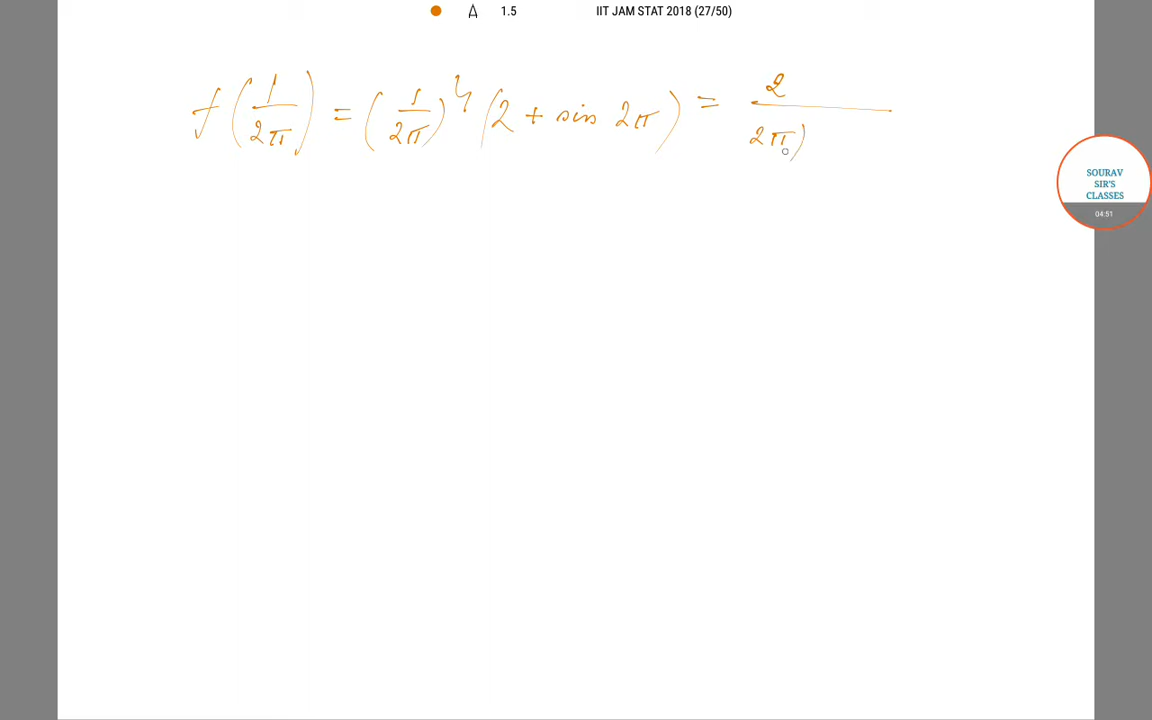 1.5 IIT JAM STAT 2018 (27/50)
f(1/2π) = (1/2π)^4 (2 + sin 2π) = 2/2π)
SOURAV
SIR'S
CLASSES
04:51